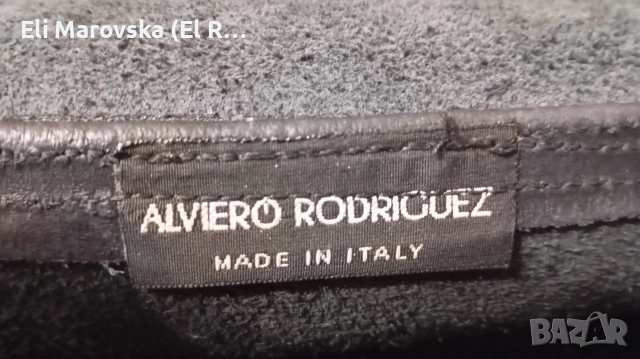 Eli Marovska (El R...
ALVIERO RODRIGUEZ
MADE IN ITALY
BAZAR